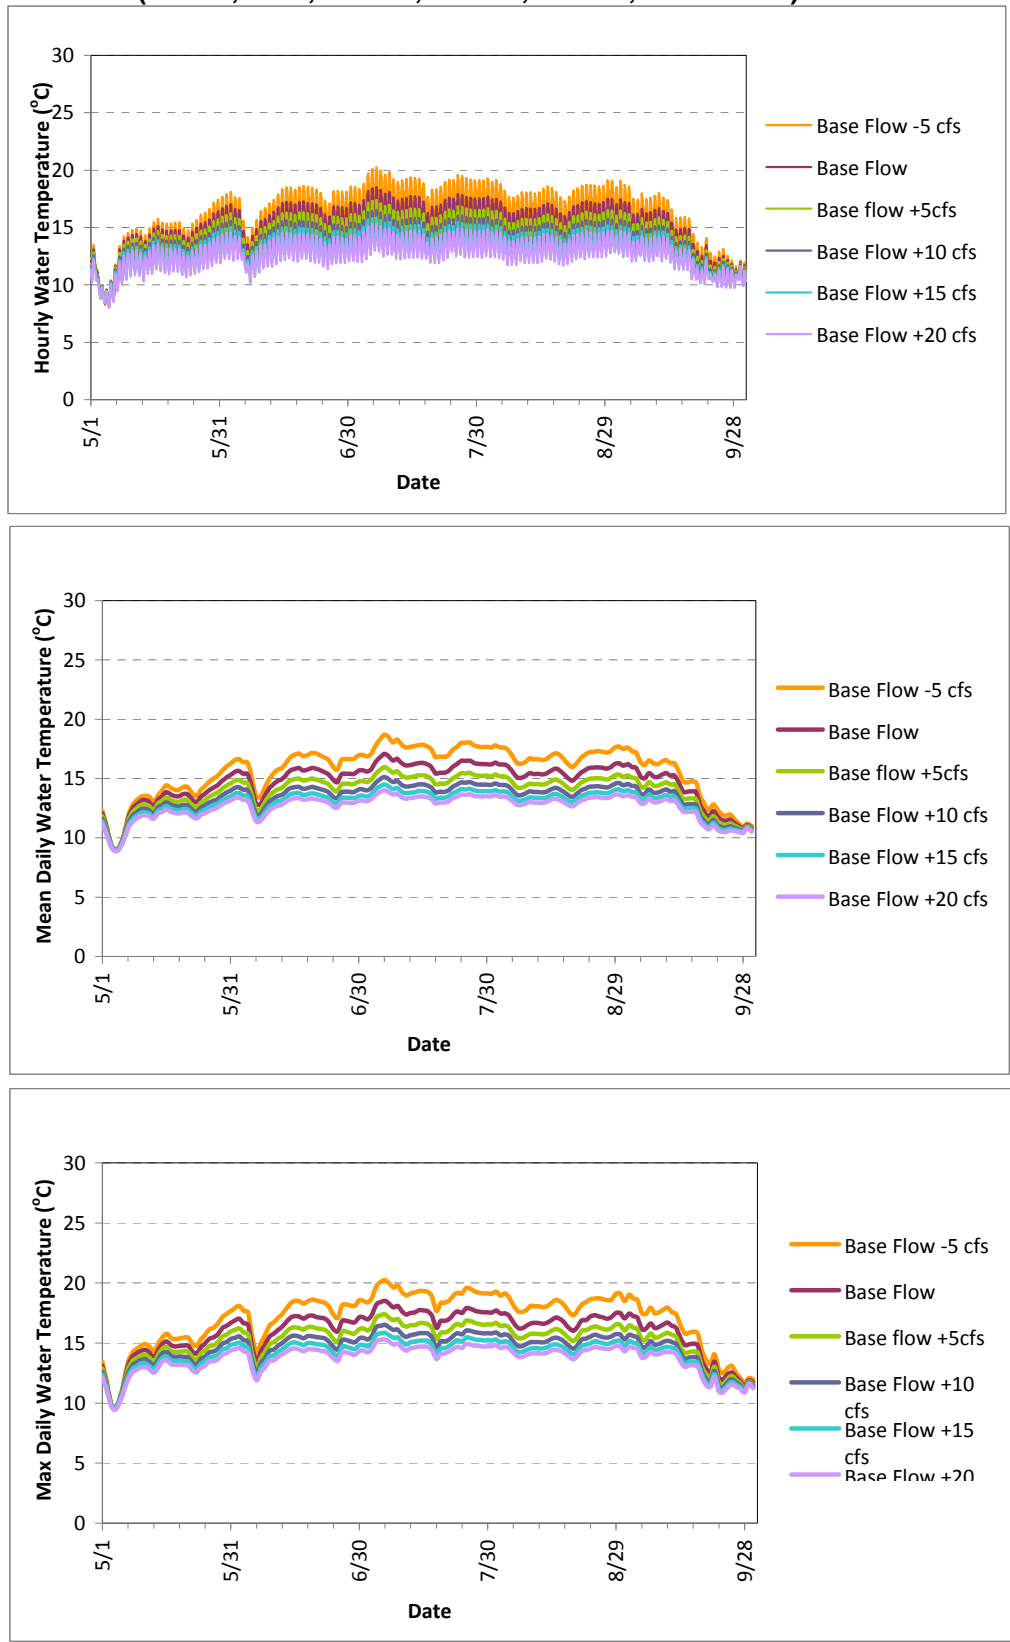 30
25
20
15
10
5
0
Hourly Water Temperature (°C)
5/1
5/31
6/30
7/30
8/29
9/28
Date
Base Flow -5 cfs
Base Flow
Base flow +5cfs
Base Flow +10 cfs
Base Flow +15 cfs
Base Flow +20 cfs
30
25
20
15
10
5
0
Mean Daily Water Temperature (°C)
5/1
5/31
6/30
7/30
8/29
9/28
Date
Base Flow -5 cfs
Base Flow
Base flow +5cfs
Base Flow +10 cfs
Base Flow +15 cfs
Base Flow +20 cfs
30
25
20
15
10
5
0
Max Daily Water Temperature (°C)
5/1
5/31
6/30
7/30
8/29
9/28
Date
Base Flow -5 cfs
Base Flow
Base flow +5cfs
Base Flow +10
cfs
Base Flow +15
cfs
Base Flow +20